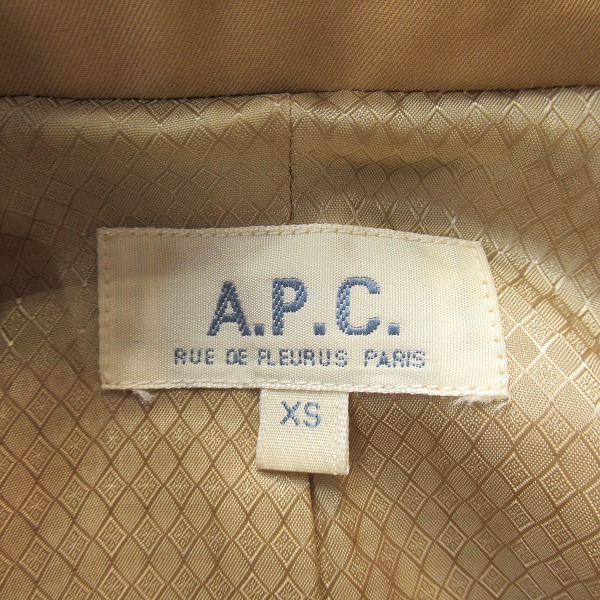 A.P.C.
RUE DE FLEURUS PARIS
XS